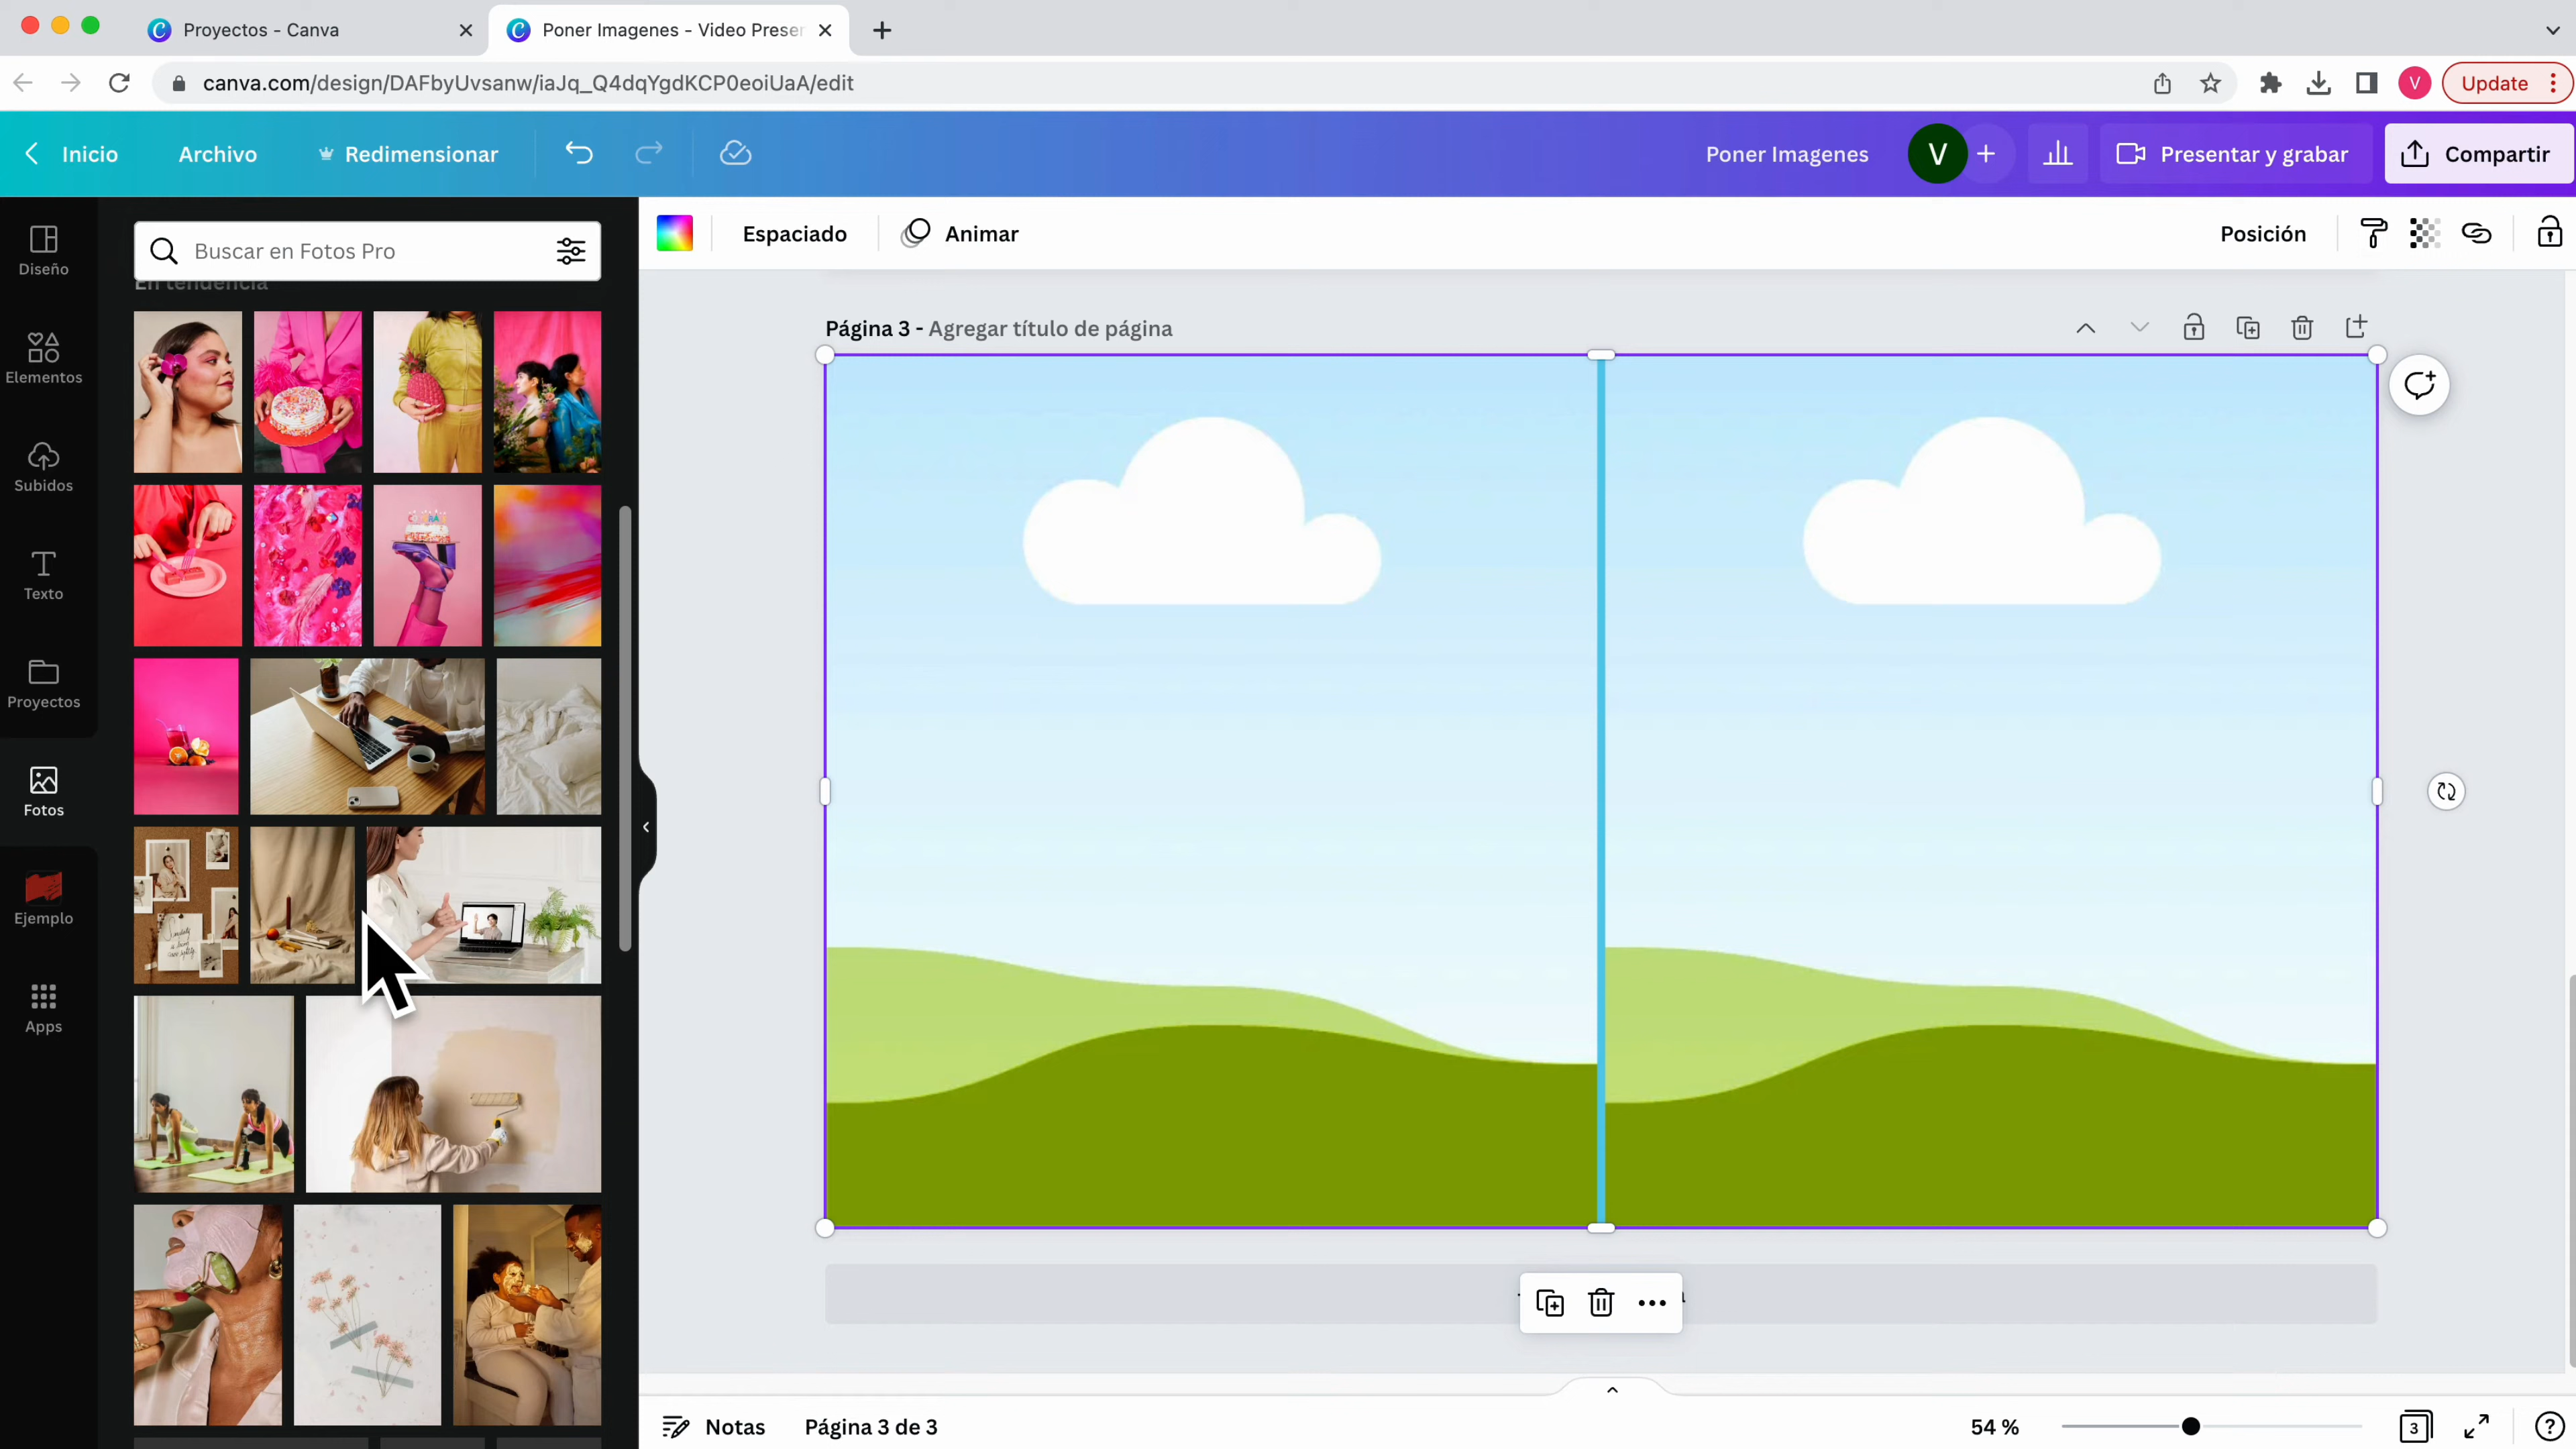 Proyectos - Canva
Poner Imagenes - Video Preser
canva.com/design/DAFbyUvsanw/iaJq_Q4dqYgdKCP0eoiUaA/edit
V
Update
Inicio
Archivo
Redimensionar
Poner Imagenes
V
Presentar y grabar
Compartir
Diseño
Elementos
Subidos
Texto
Proyectos
Fotos
Ejemplo
Apps
Buscar en Fotos Pro
En tendencia
Espaciado
Animar
Posición
Página 3 - Agregar título de página
Notas
Página 3 de 3
54 %
3